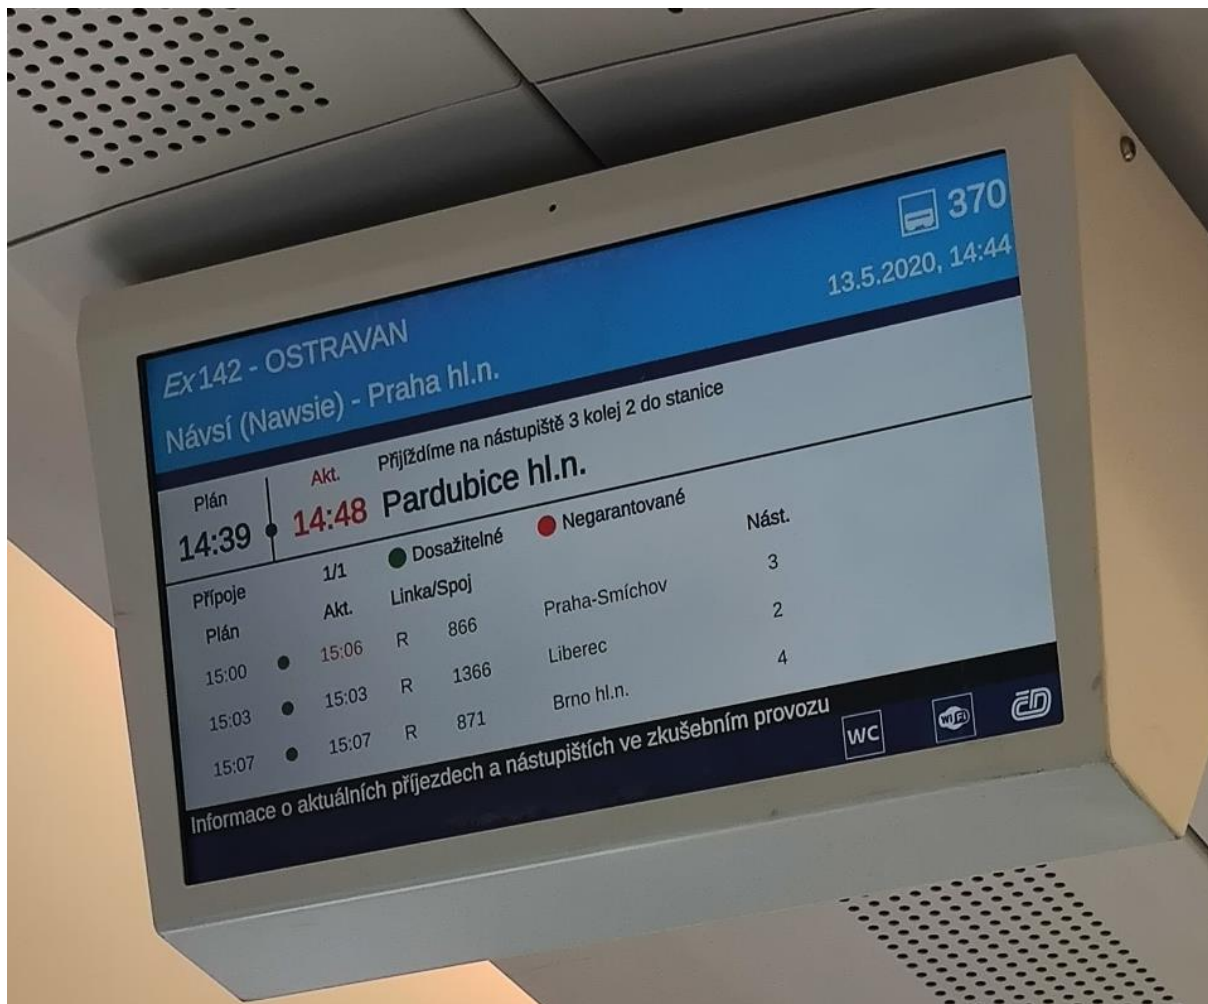 370
13.5.2020, 14:44
Ex 142 - OSTRAVAN
Návsí (Nawsie) - Praha hl.n.
Plán Akt. Přijíždíme na nástupiště 3 kolej 2 do stanice
14:39 14:48 Pardubice hl.n.
Přípoje 1/1 Dosažitelné Negarantované
Plán Akt. Linka/Spoj Nást.
15:00 15:06 R 866 Praha-Smíchov 3
15:03 15:03 R 1366 Liberec 2
15:07 15:07 R 871 Brno hl.n. 4
Informace o aktuálních příjezdech a nástupištích ve zkušebním provozu
WC WiFi ČD